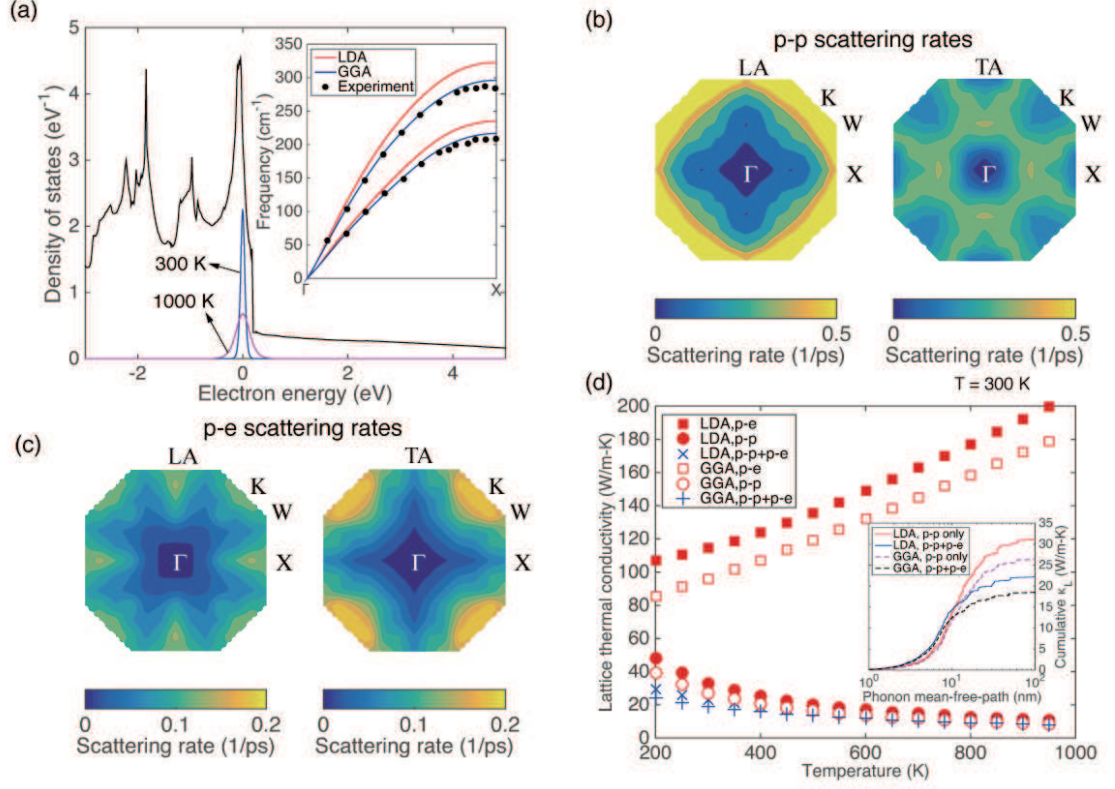 (a)
Density of states (eV⁻¹)
5
4
3
2
1
0
-2
0
2
4
Electron energy (eV)
300 K
1000 K
Frequency (cm⁻¹)
350
300
250
200
150
100
50
0
Γ
X
LDA
GGA
Experiment
(b)
p-p scattering rates
LA
TA
K
W
X
Γ
K
W
X
Γ
0
0.5
0
0.5
Scattering rate (1/ps)
Scattering rate (1/ps)
(c)
p-e scattering rates
LA
TA
K
W
X
Γ
K
W
X
Γ
0
0.1
0.2
0
0.1
0.2
Scattering rate (1/ps)
Scattering rate (1/ps)
(d)
T = 300 K
Lattice thermal conductivity (W/m-K)
200
180
160
140
120
100
80
60
40
20
0
200
300
400
500
600
700
800
900
1000
Temperature (K)
LDA,p-e
LDA,p-p
LDA,p-p+p-e
GGA,p-e
GGA,p-p
GGA,p-p+p-e
LDA, p-p only
LDA, p-p+p-e
GGA, p-p only
GGA, p-p+p-e
35
30
25
20
15
10
5
0
Cumulative κL (W/m-K)
10⁰
10¹
10²
Phonon mean-free-path (nm)